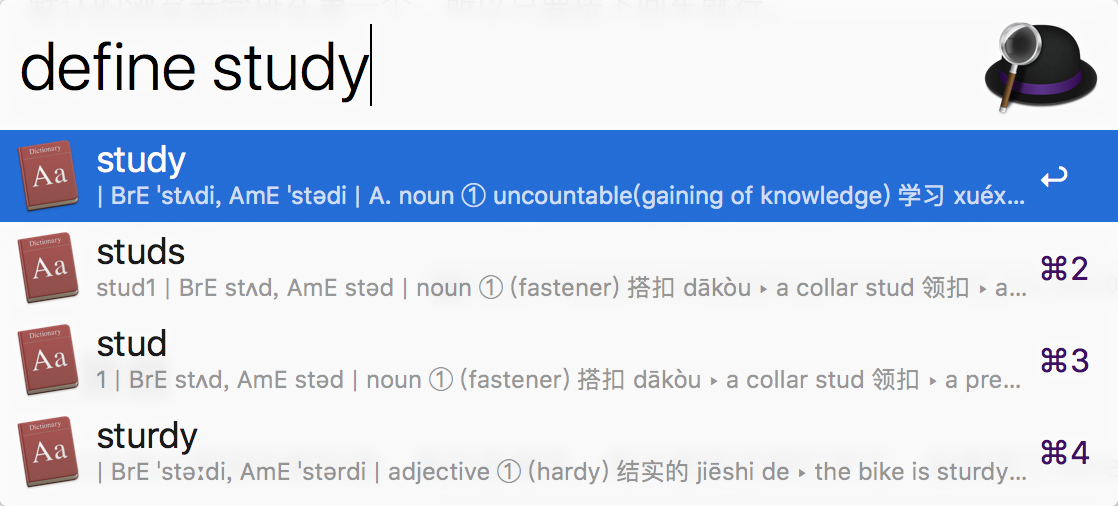 define study
Dictionary
Aa
study
| BrE 'stʌdi, AmE 'stədi | A. noun ① uncountable(gaining of knowledge) 学习 xuéx...
Dictionary
Aa
studs
⌘2
stud1 | BrE stʌd, AmE stəd | noun ① (fastener) 搭扣 dākòu ‣ a collar stud 领扣 ‣ a...
Dictionary
Aa
stud
⌘3
1 | BrE stʌd, AmE stəd | noun ① (fastener) 搭扣 dākòu ‣ a collar stud 领扣 ‣ a pre...
Dictionary
Aa
sturdy
⌘4
| BrE 'stəːdi, AmE 'stərdi | adjective ① (hardy) 结实的 jiēshi de ‣ the bike is sturdy...